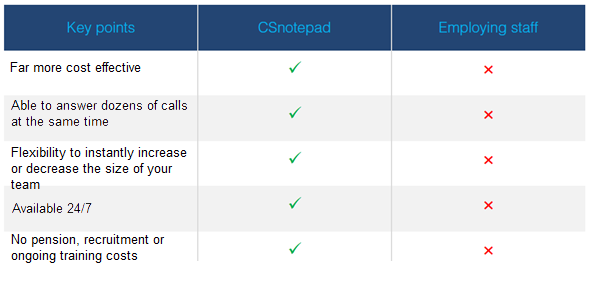 Key points CSnotepad Employing staff
Far more cost effective ✓ ×
Able to answer dozens of calls
at the same time ✓ ×
Flexibility to instantly increase
or decrease the size of your
team ✓ ×
Available 24/7 ✓ ×
No pension, recruitment or
ongoing training costs ✓ ×